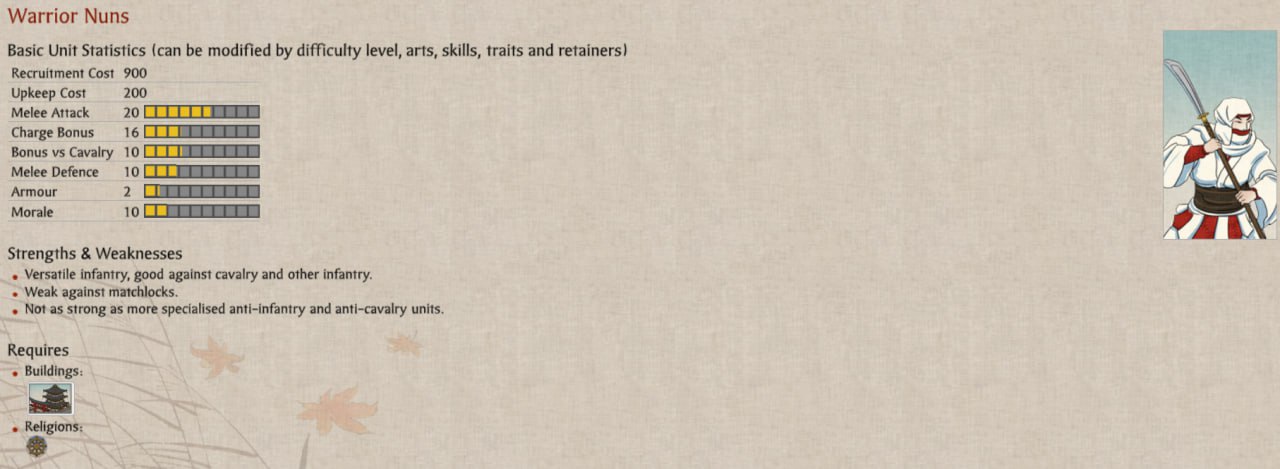 Warrior Nuns
Basic Unit Statistics (can be modified by difficulty level, arts, skills, traits and retainers)
Recruitment Cost 900
Upkeep Cost 200
Melee Attack 20
Charge Bonus 16
Bonus vs Cavalry 10
Melee Defence 10
Armour 2
Morale 10
Strengths & Weaknesses
• Versatile infantry, good against cavalry and other infantry.
• Weak against matchlocks.
• Not as strong as more specialised anti-infantry and anti-cavalry units.
Requires
• Buildings:
• Religions: